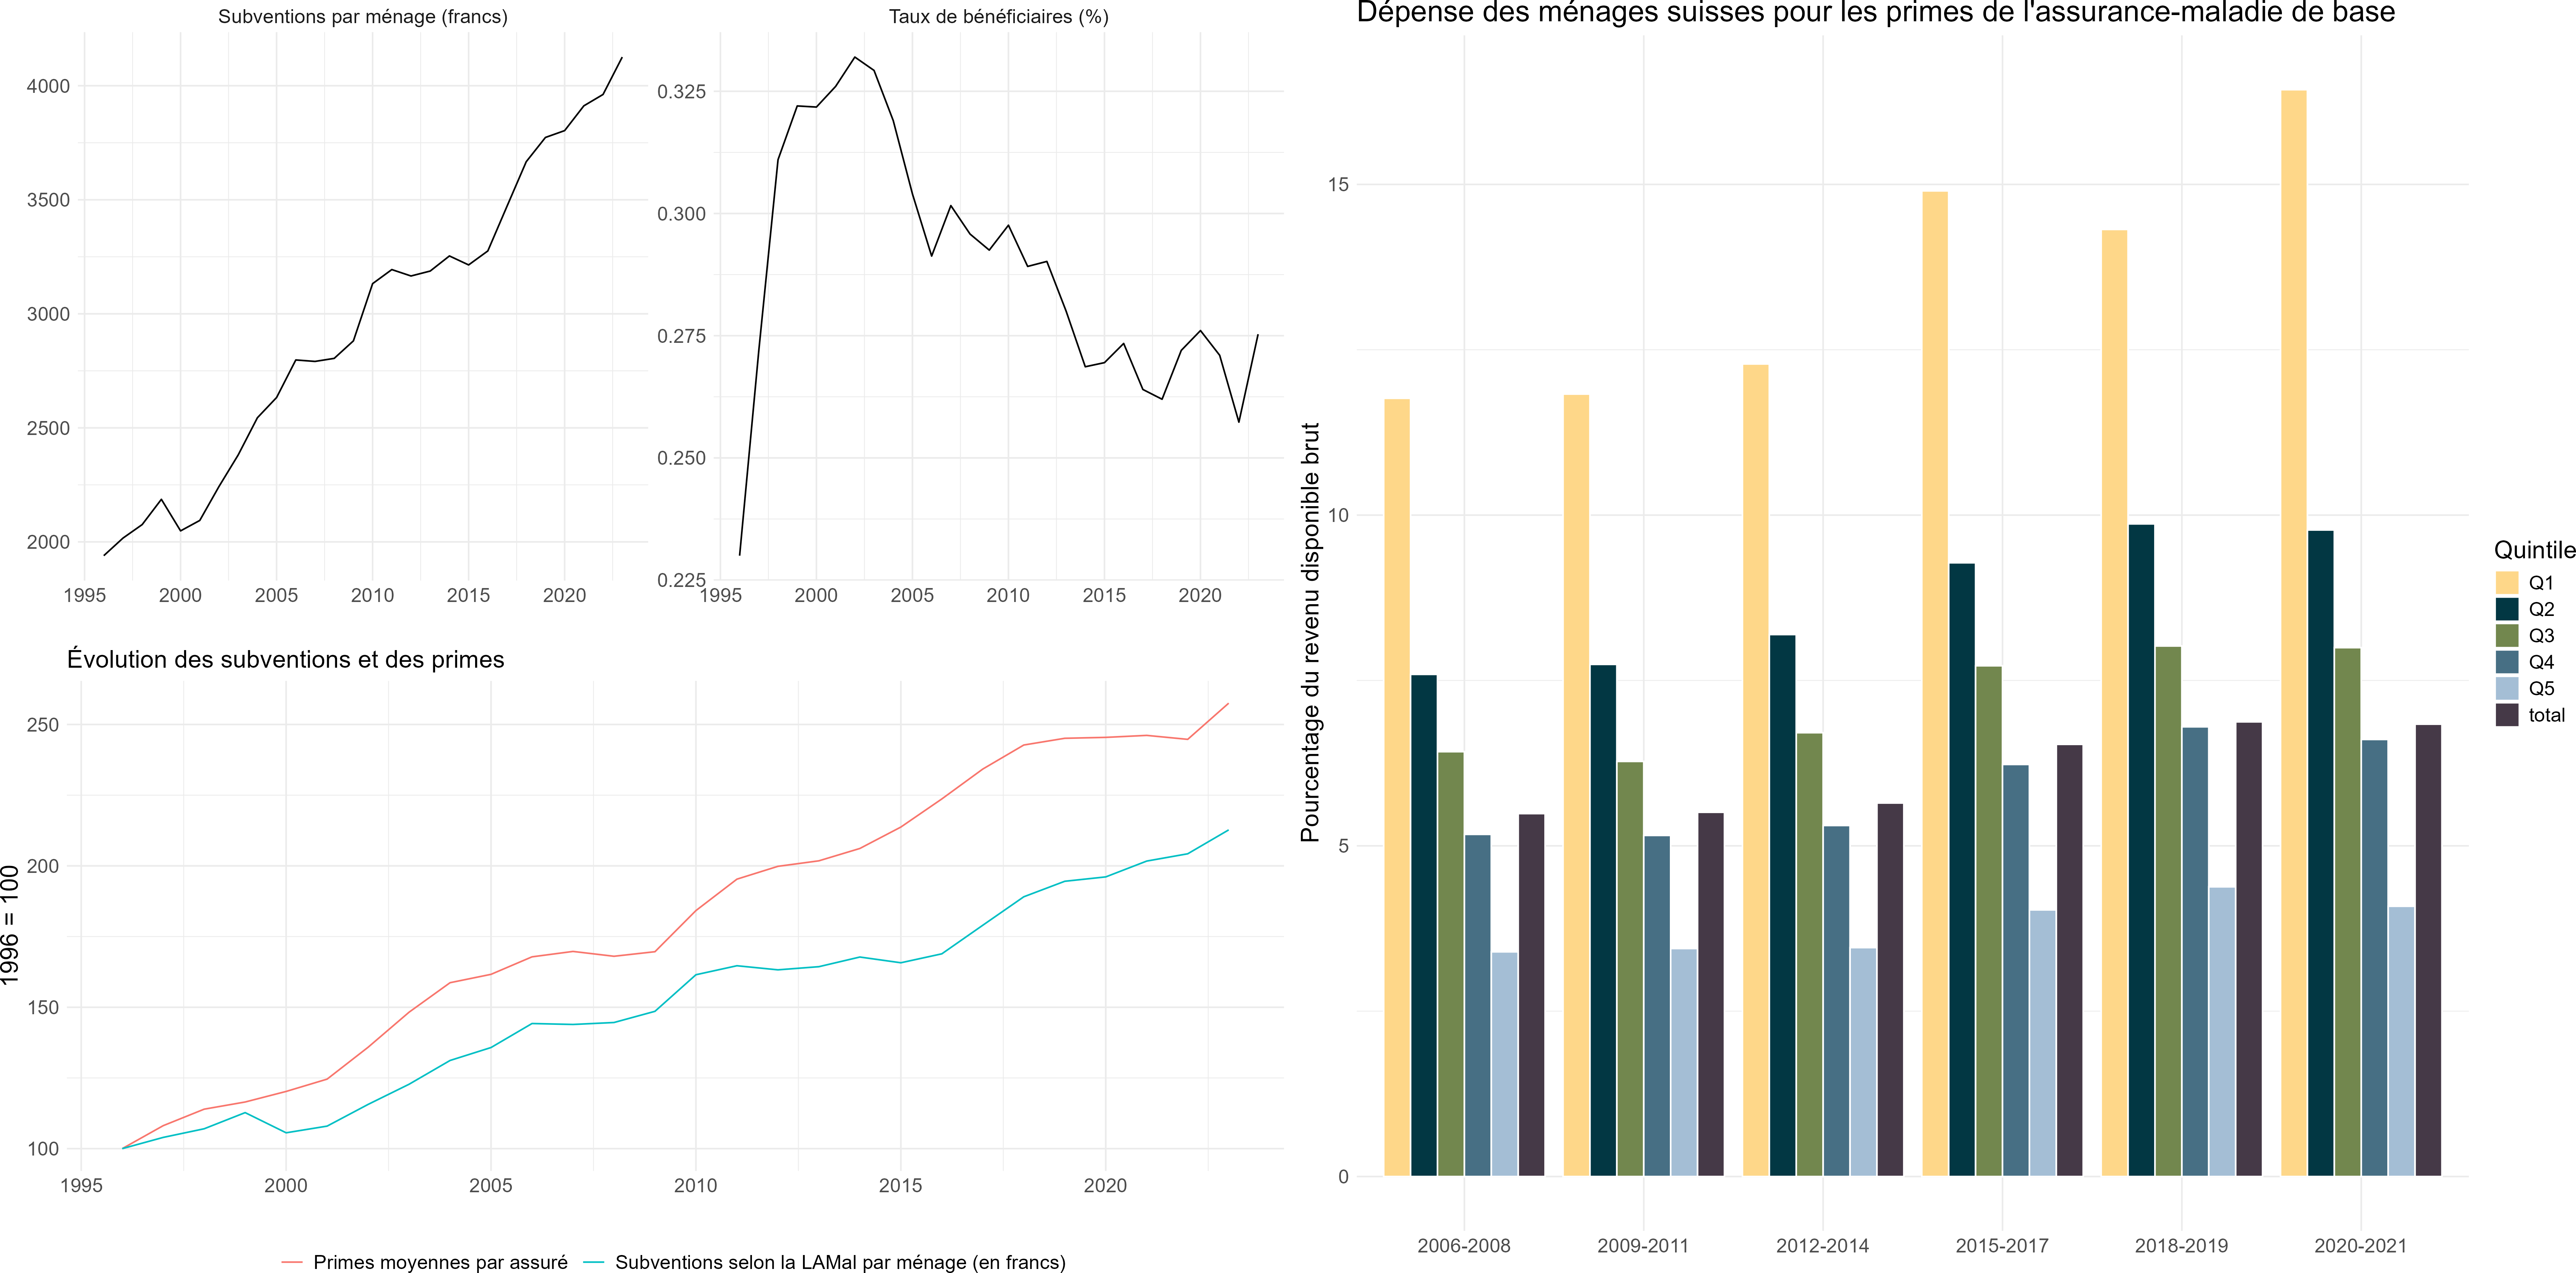 Subventions par ménage (francs)
4000
3500
3000
2500
2000
1995 2000 2005 2010 2015 2020
Taux de bénéficiaires (%)
0.325
0.300
0.275
0.250
0.225
1995 2000 2005 2010 2015 2020
Évolution des subventions et des primes
1996 = 100
250
200
150
100
1995 2000 2005 2010 2015 2020
Primes moyennes par assuré Subventions selon la LAMal par ménage (en francs)
Dépense des ménages suisses pour les primes de l'assurance-maladie de base
Pourcentage du revenu disponible brut
15
10
5
0
2006-2008 2009-2011 2012-2014 2015-2017 2018-2019 2020-2021
Quintile
Q1
Q2
Q3
Q4
Q5
total